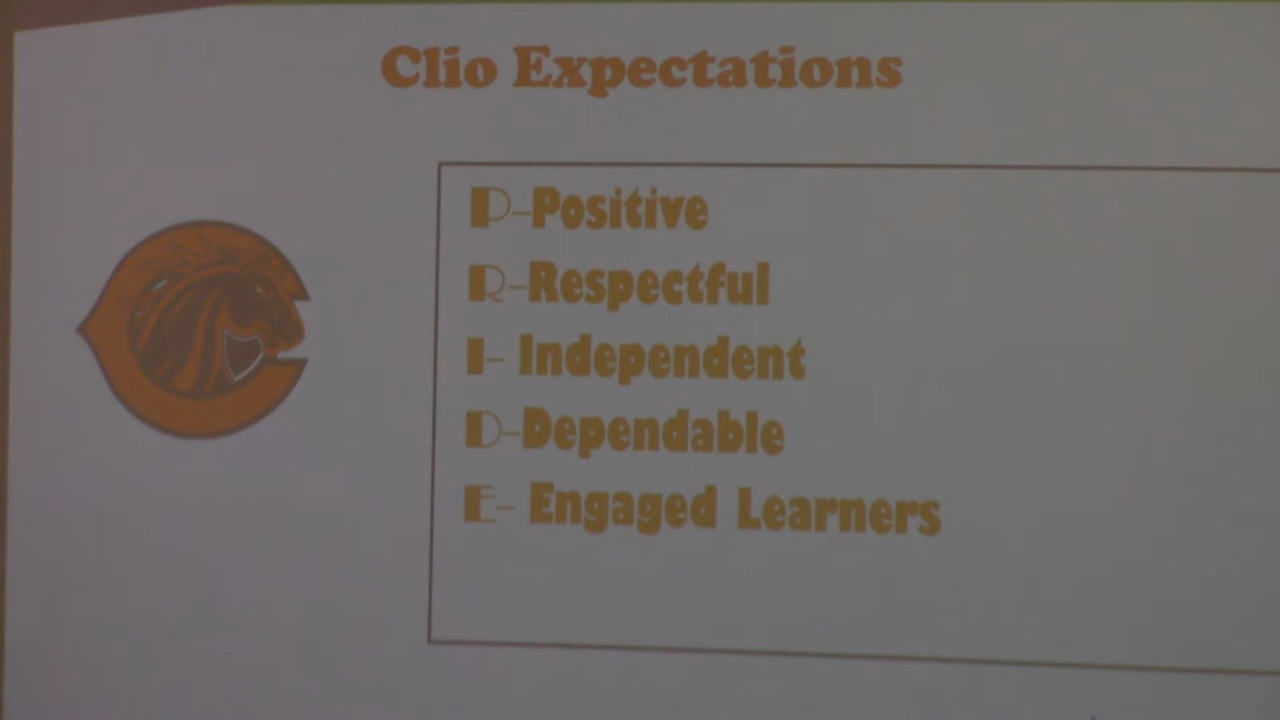 Clio Expectations
P-Positive
R-Respectful
I- Independent
D-Dependable
E- Engaged Learners